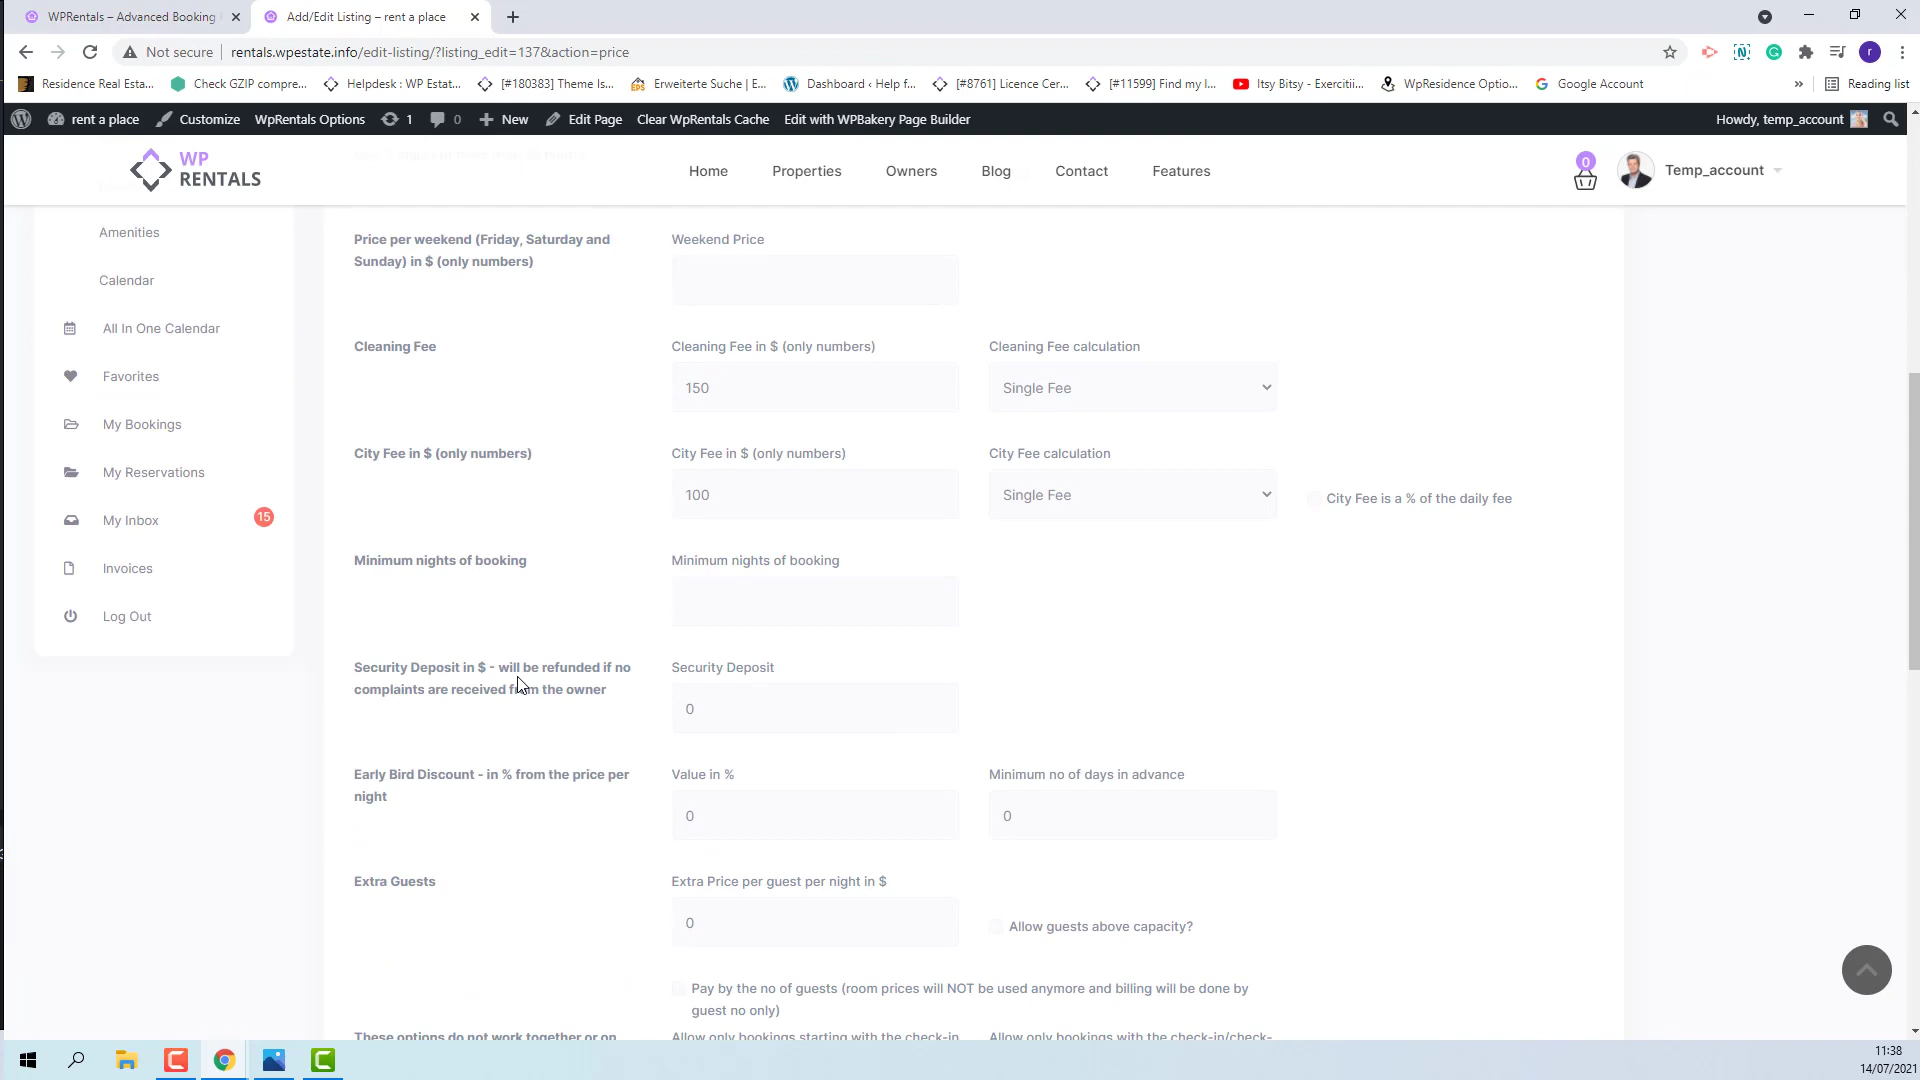 WPRentals – Advanced Booking
Add/Edit Listing – rent a place
Not secure
rentals.wpestate.info/edit-listing/?listing_edit=137&action=price
r
Residence Real Esta...
Check GZIP compre...
Helpdesk : WP Estat...
[#180383] Theme Is...
Erweiterte Suche | E...
Dashboard ‹ Help f...
[#8761] Licence Cer...
[#11599] Find my l...
Itsy Bitsy - Exercitii...
WpResidence Optio...
Google Account
»
Reading list
rent a place
Customize
WpRentals Options
1
0
New
Edit Page
Clear WpRentals Cache
Edit with WPBakery Page Builder
Howdy, temp_account
WP
RENTALS
Home
Properties
Owners
Blog
Contact
Features
0
Temp_account
Amenities
Calendar
All In One Calendar
Favorites
My Bookings
My Reservations
My Inbox
15
Invoices
Log Out
Price per weekend (Friday, Saturday and
Sunday) in $ (only numbers)
Weekend Price
Cleaning Fee
Cleaning Fee in $ (only numbers)
150
Cleaning Fee calculation
Single Fee
City Fee in $ (only numbers)
City Fee in $ (only numbers)
100
City Fee calculation
Single Fee
City Fee is a % of the daily fee
Minimum nights of booking
Minimum nights of booking
Security Deposit in $ - will be refunded if no
complaints are received from the owner
Security Deposit
0
Early Bird Discount - in % from the price per
night
Value in %
0
Minimum no of days in advance
0
Extra Guests
Extra Price per guest per night in $
0
Allow guests above capacity?
Pay by the no of guests (room prices will NOT be used anymore and billing will be done by
guest no only)
These options do not work together or on
Allow only bookings starting with the check-in
Allow only bookings with the check-in/check-
11:38
14/07/2021